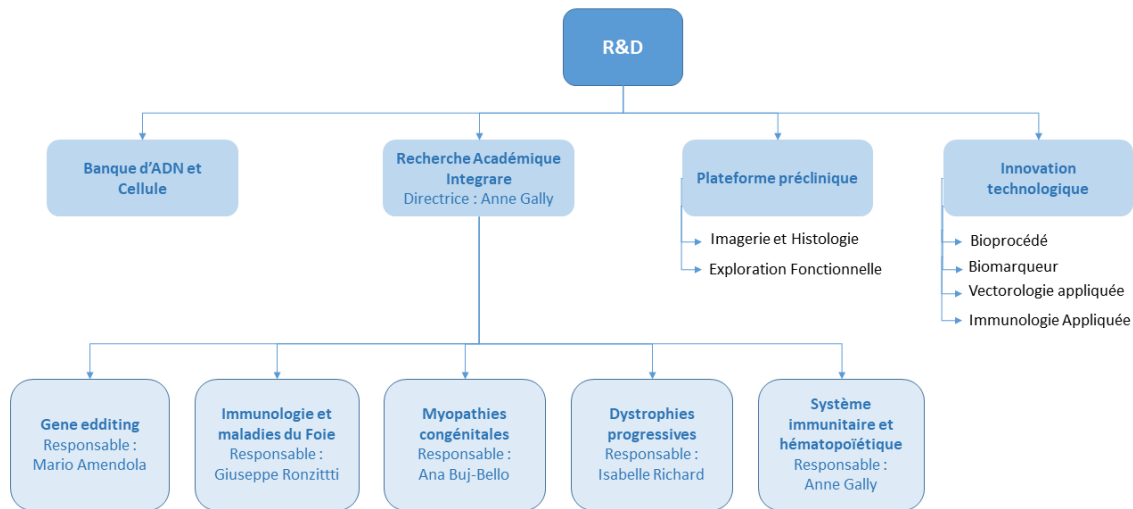 R&D
Banque d'ADN et
Cellule
Recherche Académique
Integrare
Directrice : Anne Gally
Plateforme préclinique
Imagerie et Histologie
Exploration Fonctionnelle
Innovation
technologique
Bioprocédé
Biomarqueur
Vectorologie appliquée
Immunologie Appliquée
Gene edditing
Responsable :
Mario Amendola
Immunologie et
maladies du Foie
Responsable :
Giuseppe Ronzittti
Myopathies
congénitales
Responsable :
Ana Buj-Bello
Dystrophies
progressives
Responsable :
Isabelle Richard
Système
immunitaire et
hématopoïétique
Responsable :
Anne Gally